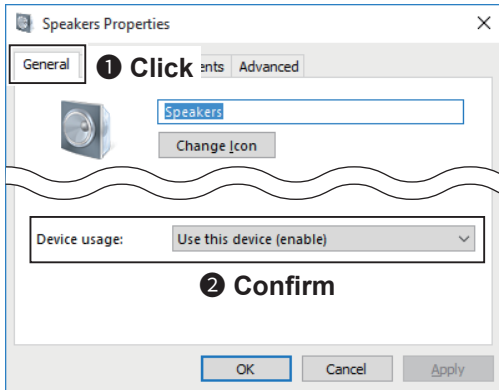 Speakers Properties
General ❶ Click ents Advanced
Speakers
Change Icon
Device usage: Use this device (enable)
❷ Confirm
OK Cancel Apply